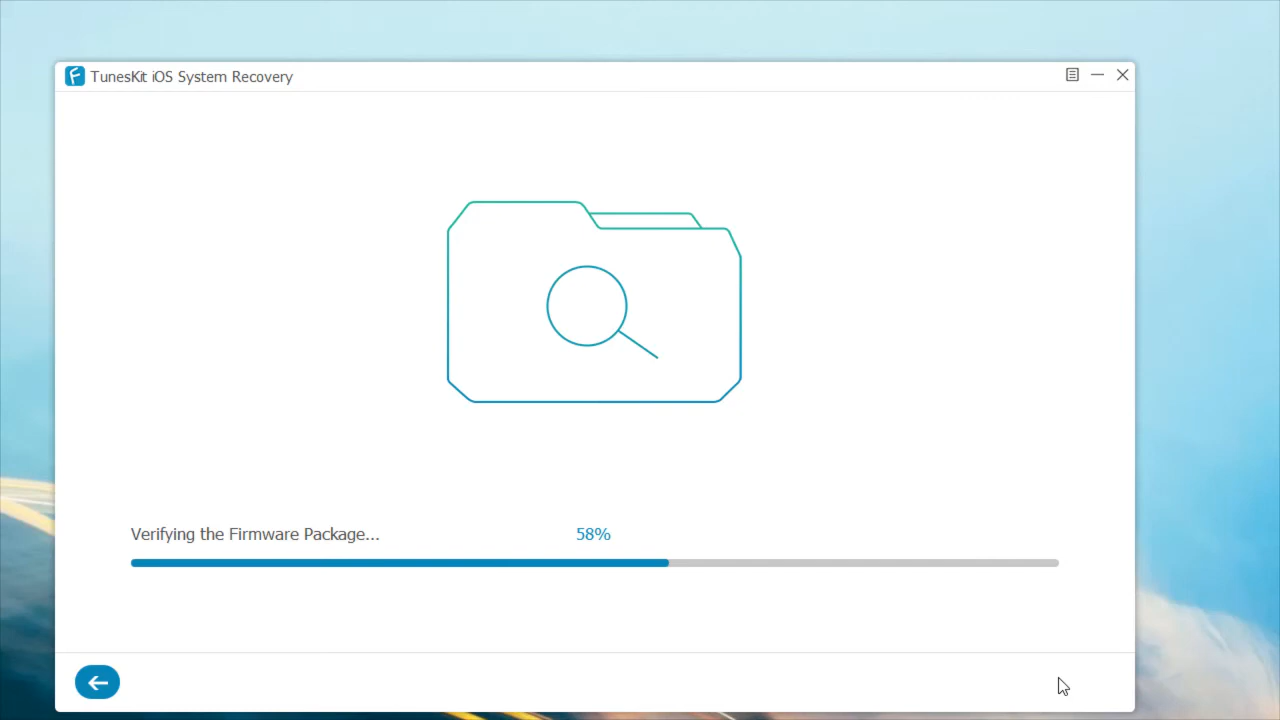 TunesKit iOS System Recovery
Verifying the Firmware Package... 58%